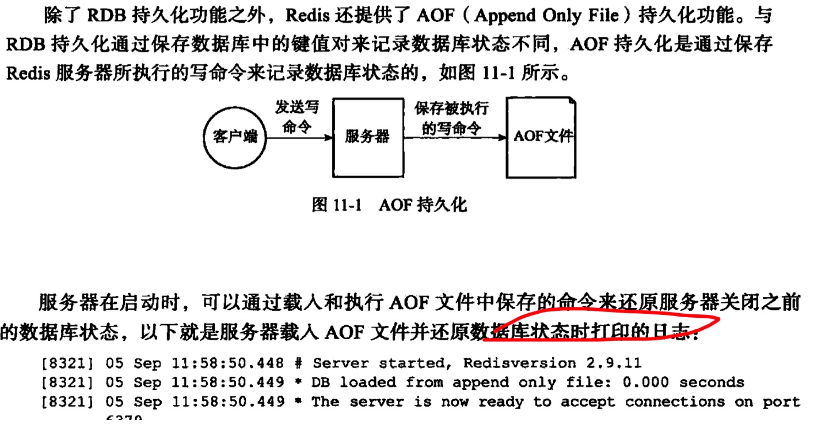 除了 RDB 持久化功能之外，Redis 还提供了 AOF（Append Only File）持久化功能。与
RDB 持久化通过保存数据库中的键值对来记录数据库状态不同，AOF 持久化是通过保存
Redis 服务器所执行的写命令来记录数据库状态的，如图 11-1 所示。
客户端
发送写
命令
服务器
保存被执行
的写命令
AOF文件
图 11-1 AOF 持久化
服务器在启动时，可以通过载入和执行 AOF 文件中保存的命令来还原服务器关闭之前
的数据库状态，以下就是服务器载入 AOF 文件并还原数据库状态时打印的日志：
[8321] 05 Sep 11:58:50.448 # Server started, Redisversion 2.9.11
[8321] 05 Sep 11:58:50.449 * DB loaded from append only file: 0.000 seconds
[8321] 05 Sep 11:58:50.449 * The server is now ready to accept connections on port